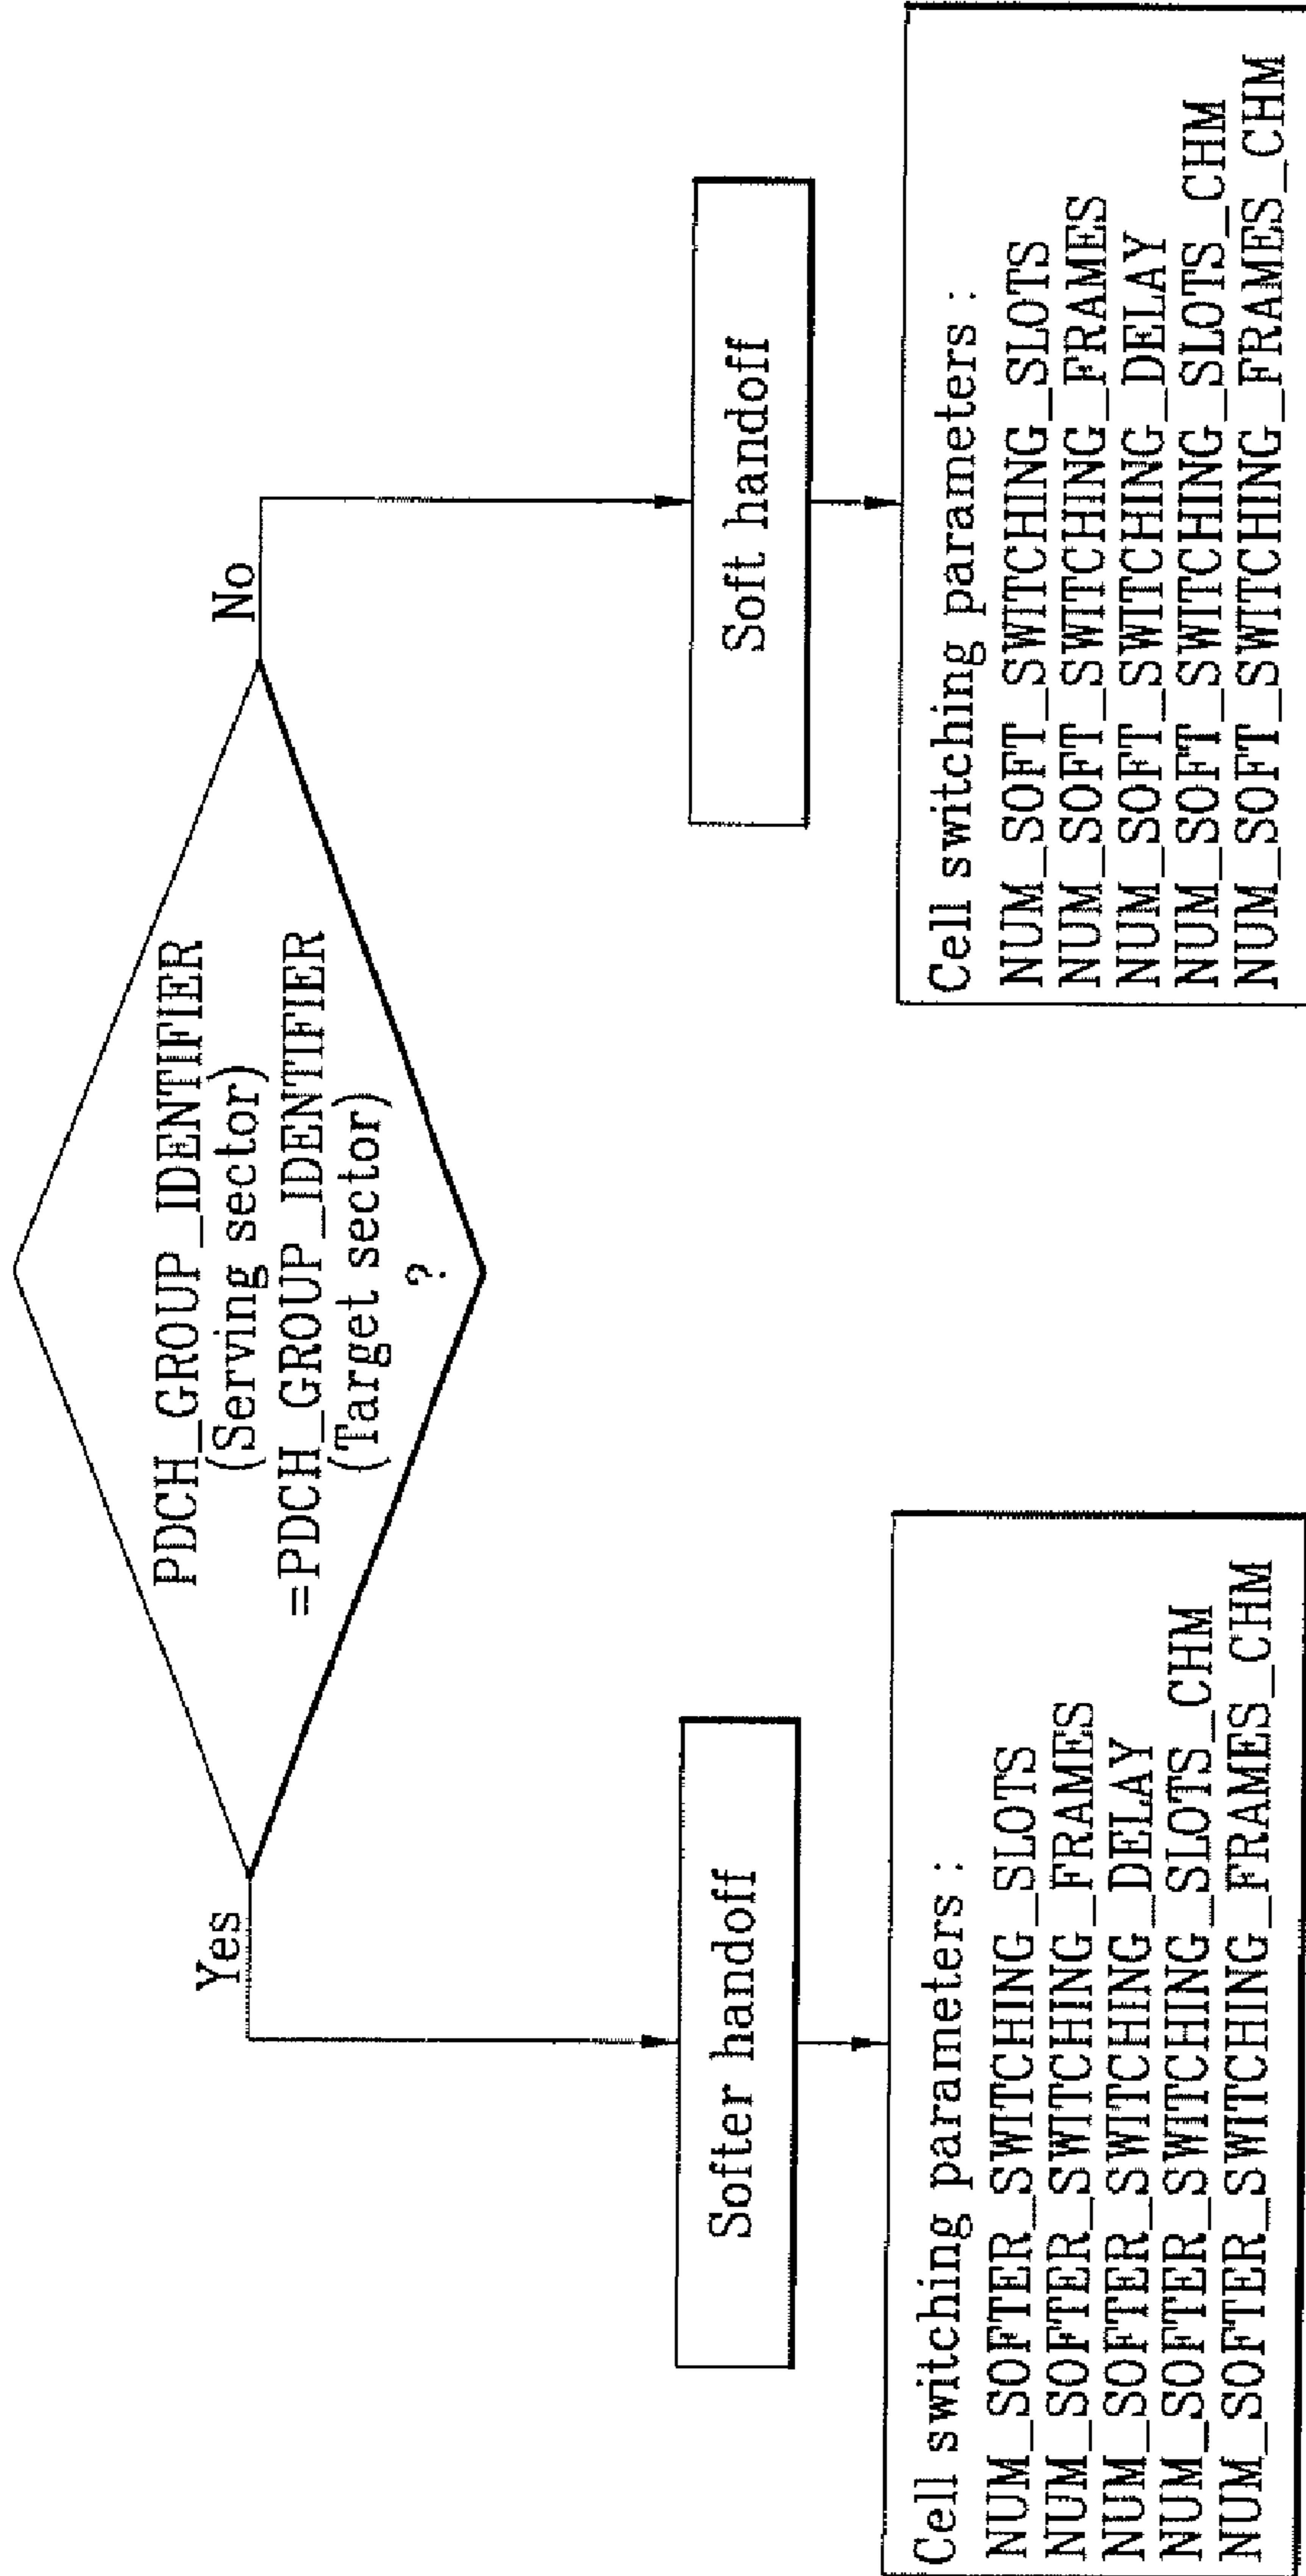 PDCH_GROUP_IDENTIFIER
(Serving sector)
=PDCH_GROUP_IDENTIFIER
(Target sector)
?
Yes
No
Softer handoff
Soft handoff
Cell switching parameters :
NUM_SOFTER_SWITCHING_SLOTS
NUM_SOFTER_SWITCHING_FRAMES
NUM_SOFTER_SWITCHING_DELAY
NUM_SOFTER_SWITCHING_SLOTS_CHM
NUM_SOFTER_SWITCHING_FRAMES_CHM
Cell switching parameters :
NUM_SOFT_SWITCHING_SLOTS
NUM_SOFT_SWITCHING_FRAMES
NUM_SOFT_SWITCHING_DELAY
NUM_SOFT_SWITCHING_SLOTS_CHM
NUM_SOFT_SWITCHING_FRAMES_CHM